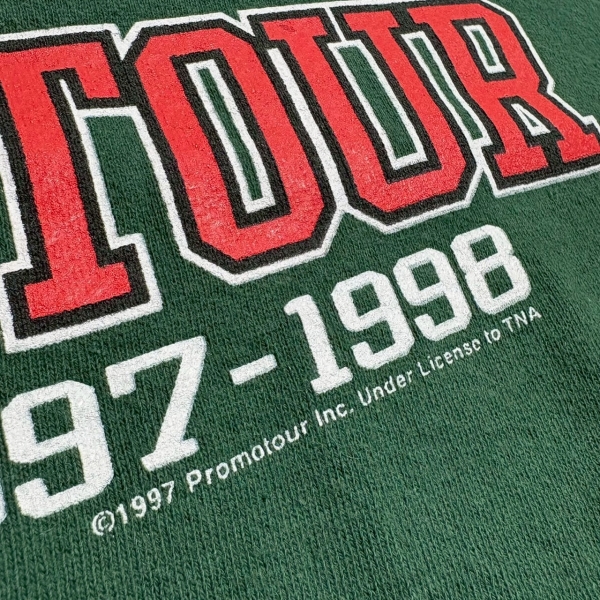 TOUR
97-1998
©1997 Promotour Inc. Under License to TNA